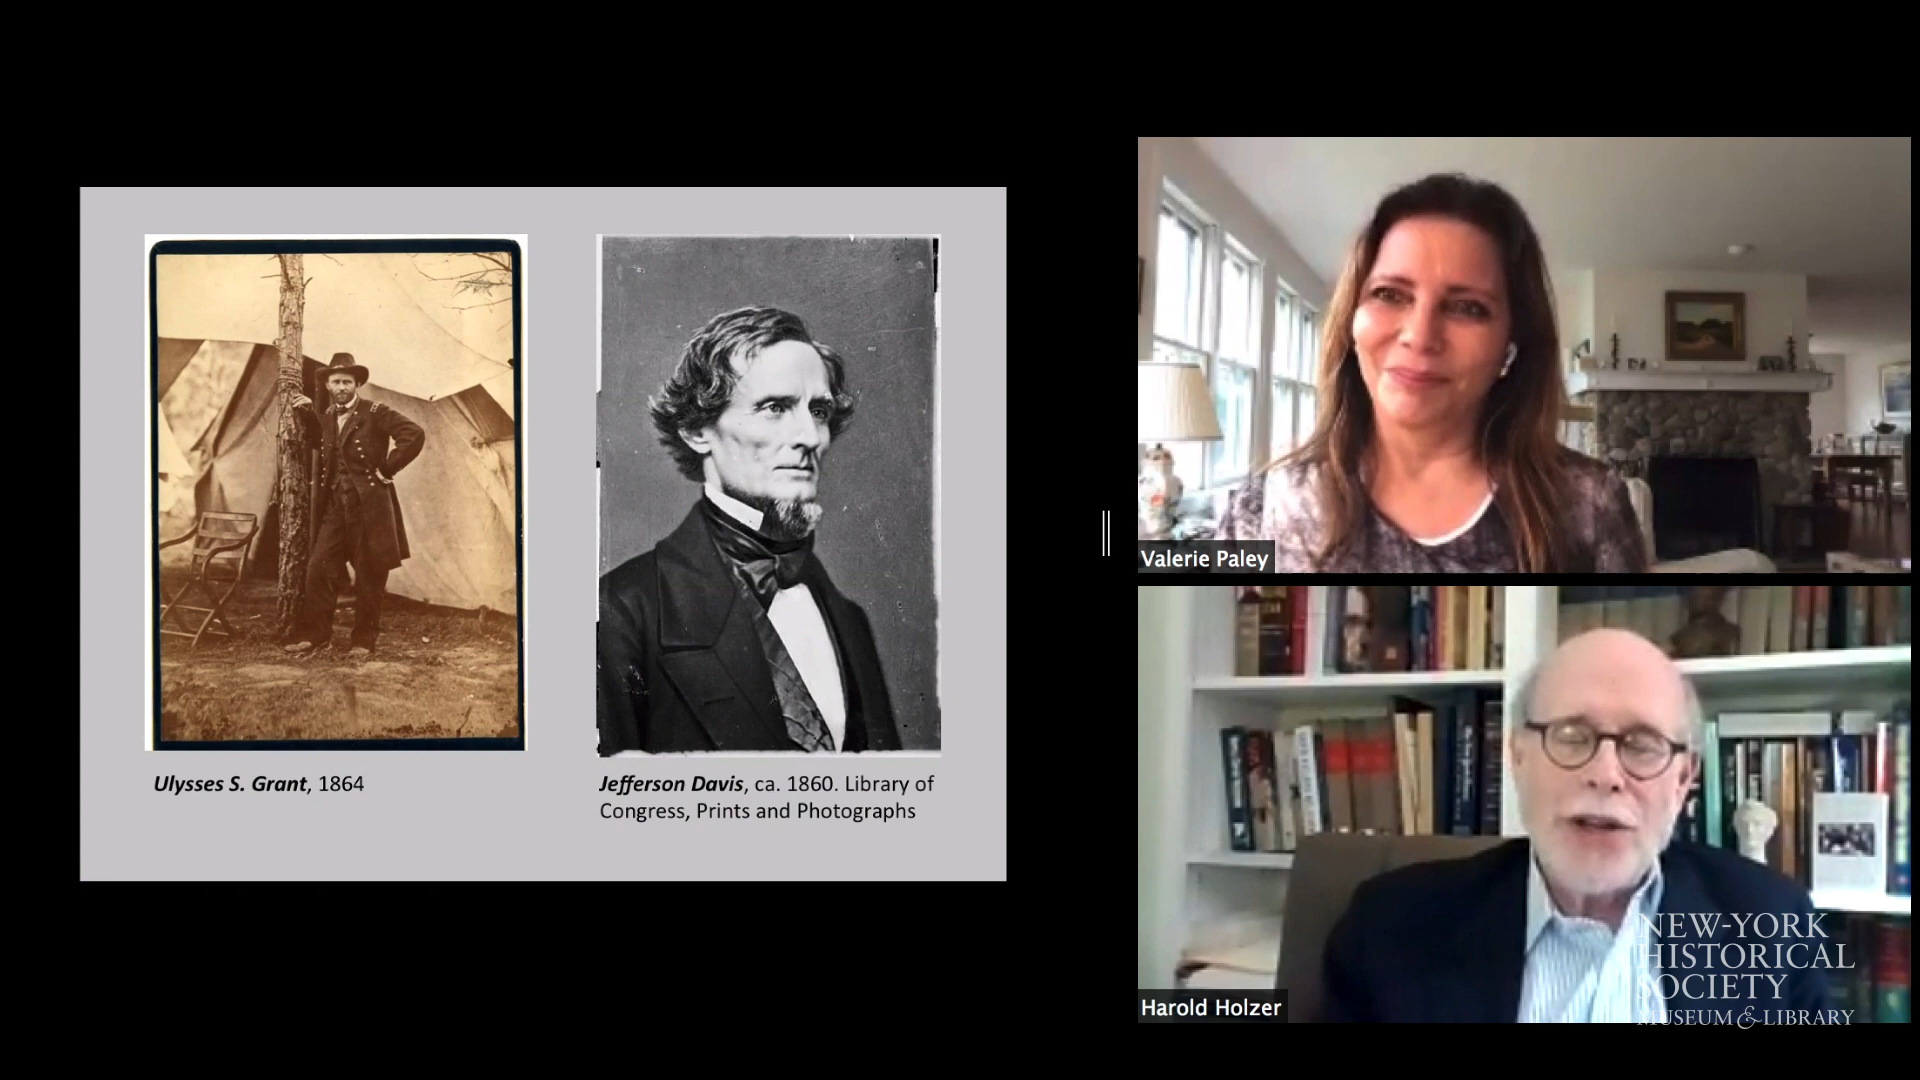 Ulysses S. Grant, 1864
Jefferson Davis, ca. 1860. Library of
Congress, Prints and Photographs
Valerie Paley
Harold Holzer
NEW-YORK
HISTORICAL
SOCIETY
MUSEUM & LIBRARY